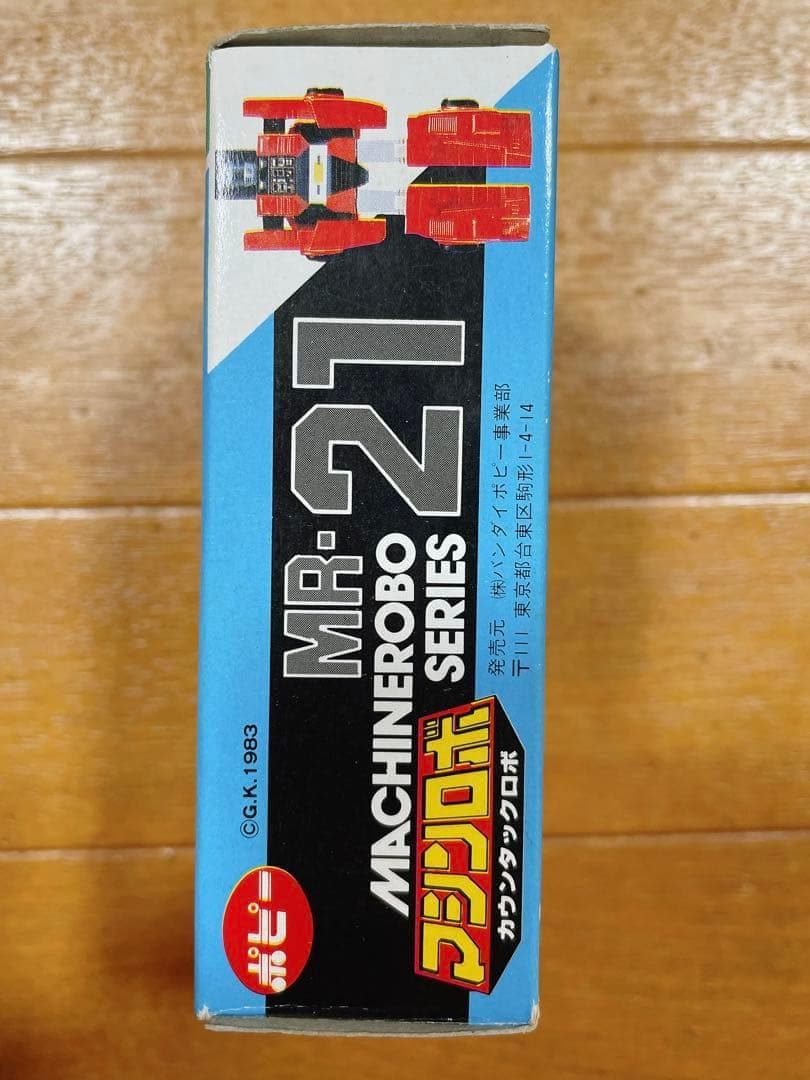 ポピー
©G.K.1983
MR-21
MACHINEROBO
SERIES
マシンロボ
カウンタックロボ
発売元 (株)バンダイポピー事業部
〒111 東京都台東区駒形1-4-14